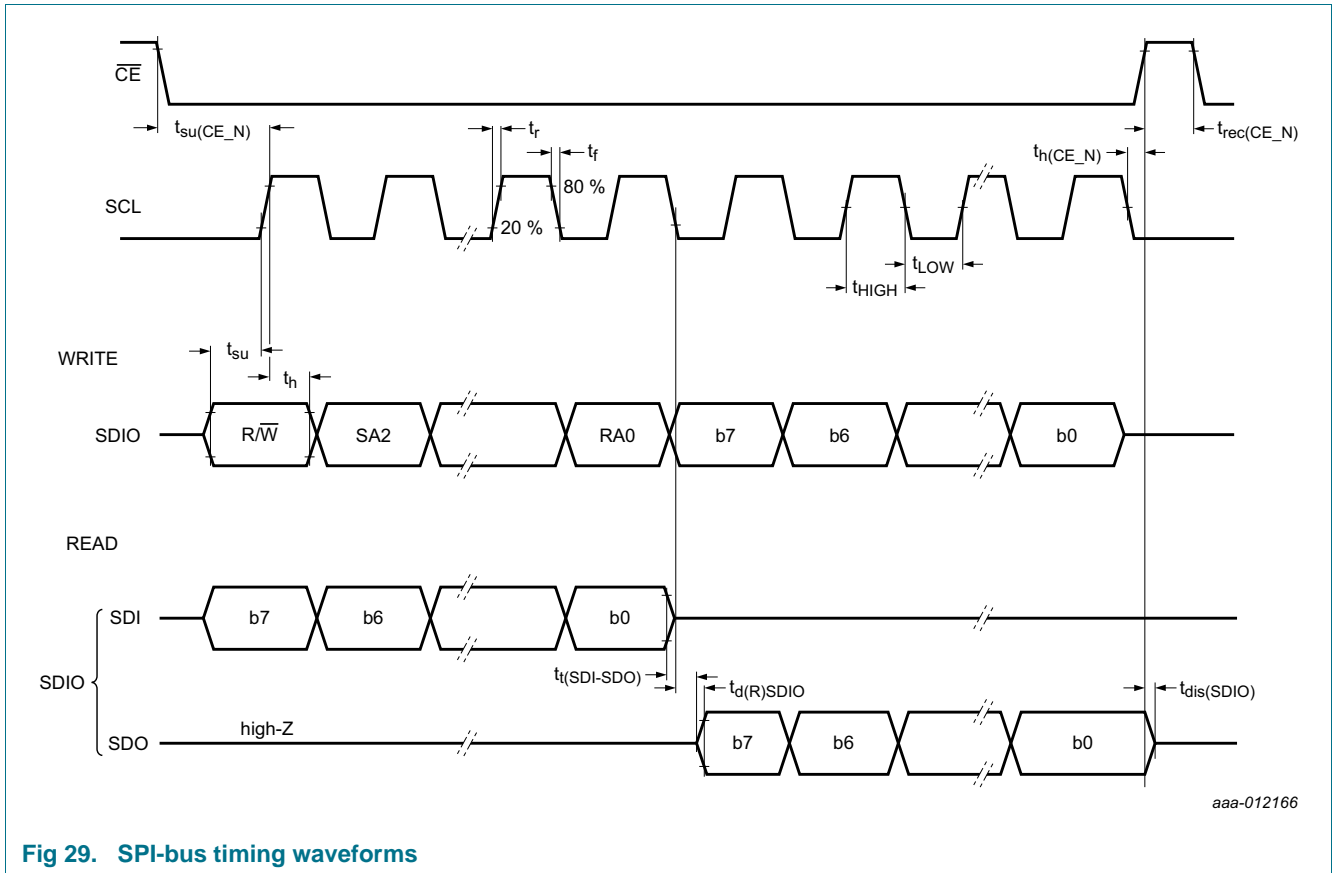 CE
tsu(CE_N)
tr
tf
th(CE_N)
trec(CE_N)
SCL
80 %
20 %
tLOW
tHIGH
WRITE
tsu
th
SDIO
R/W
SA2
RA0
b7
b6
b0
READ
SDI
b7
b6
b0
SDIO
tt(SDI-SDO)
td(R)SDIO
tdis(SDIO)
SDO
high-Z
b7
b6
b0
aaa-012166
Fig 29. SPI-bus timing waveforms